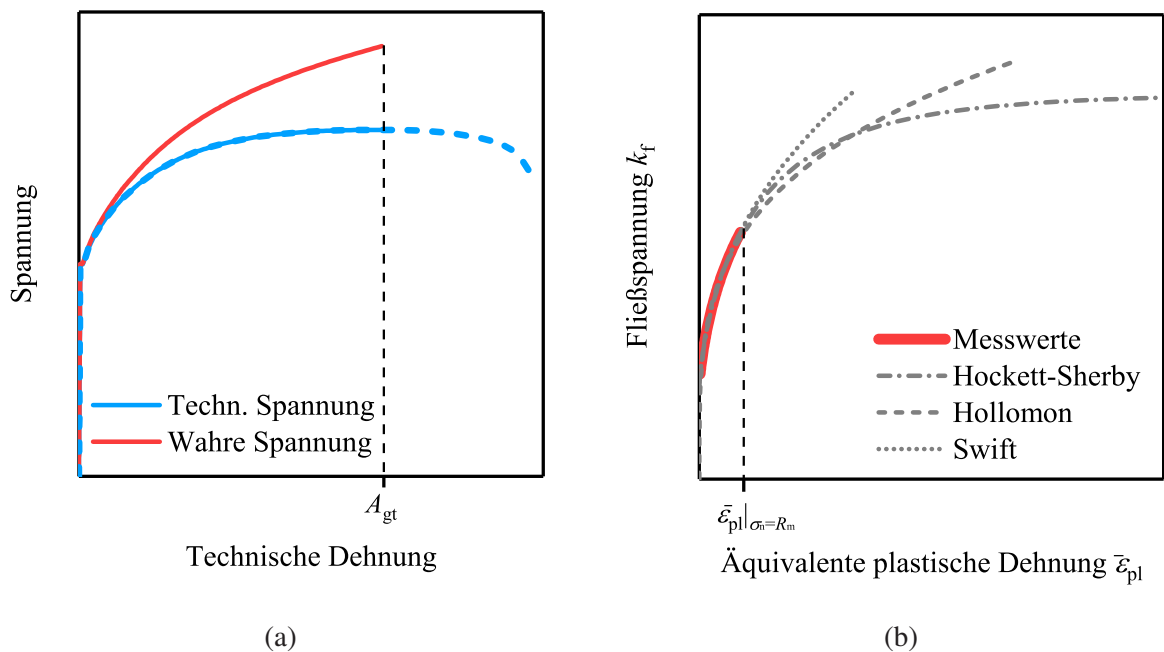 Spannung
Techn. Spannung
Wahre Spannung
A_gt
Technische Dehnung
(a)
Fließspannung k_f
Messwerte
Hockett-Sherby
Hollomon
Swift
ε̄_pl|σ_n=R_m
Äquivalente plastische Dehnung ε̄_pl
(b)